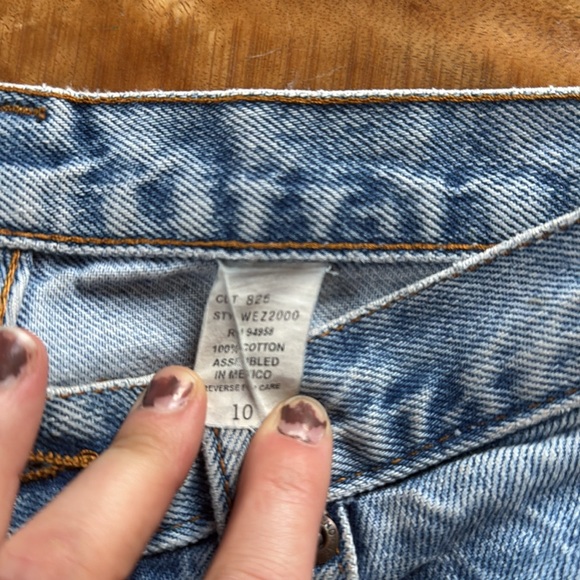 CUT 825
STY WEZ2000
RN 94958
100% COTTON
ASSEMBLED
IN MEXICO
REVERSE FOR CARE
10